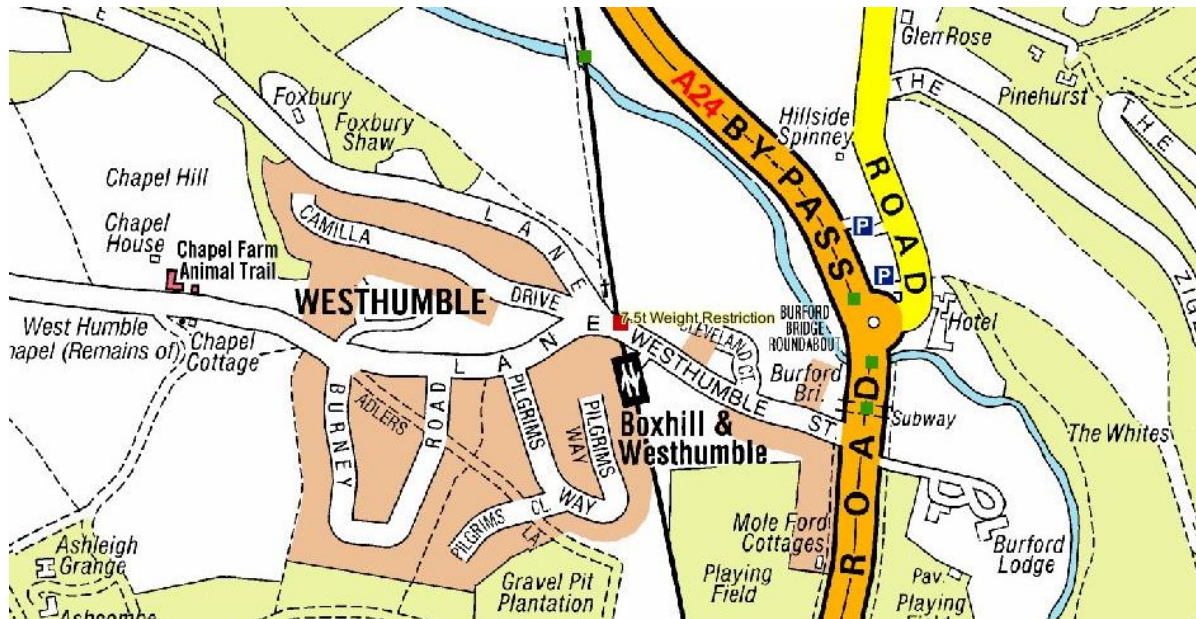 Glen Rose
Pinehurst
THE
THE
ZIG
A24
BY-PASS
Hillside
Spinney
ROAD
P
P
Foxbury
Foxbury
Shaw
LANE
Chapel Hill
Chapel
House
Chapel Farm
Animal Trail
CAMILLA
DRIVE
WESTHUMBLE
7.5t Weight Restriction
CLEVELAND CT.
BURFORD
BRIDGE
ROUNDABOUT
Hotel
West Humble
hapel (Remains of)
Chapel
Cottage
LANE
WESTHUMBLE ST
Burford
Bri.
Subway
The Whites
BURNEY
ROAD
ADLERS
LA
PILGRIMS
WAY
PILGRIMS
WAY
PILGRIMS CL
Boxhill &
Westhumble
ROAD
Mole Ford
Cottages
Burford
Lodge
Ashleigh
Grange
Ashcombe
Gravel Pit
Plantation
Playing
Field
Pav.
Playing